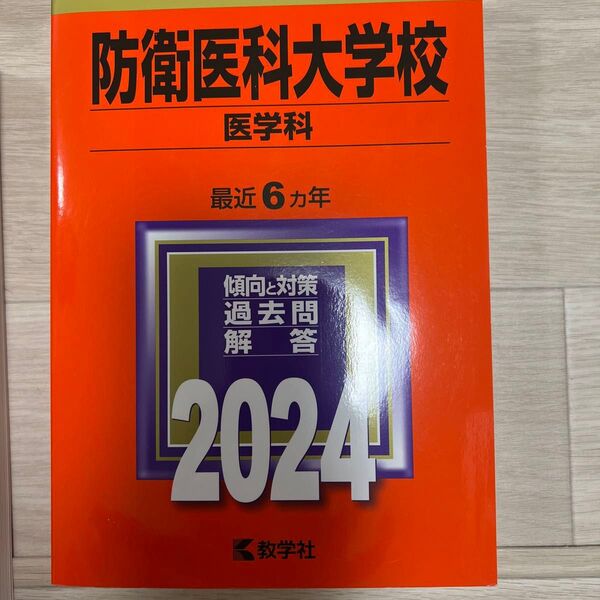 防衛医科大学校
医学科
最近6カ年
傾向と対策
過去問
解答
2024
教学社